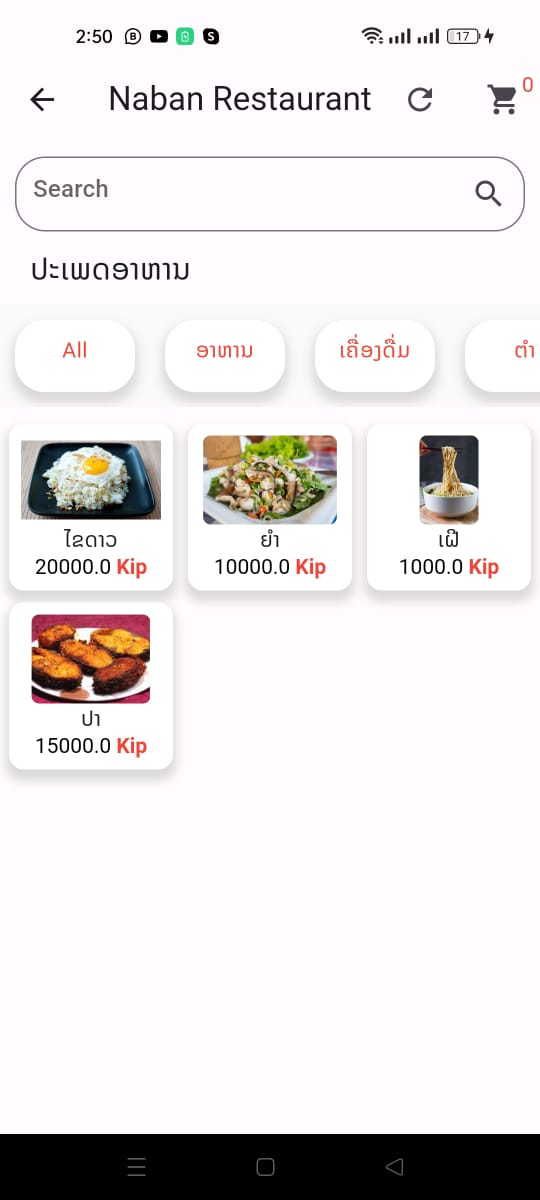 2:50
17
Naban Restaurant
0
Search
ປະເພດອາຫານ
All
ອາຫານ
ເຄື່ອງດື່ມ
ຕຳ
ໄຂດາວ
20000.0 Kip
ຍຳ
10000.0 Kip
ເຝີ
1000.0 Kip
ປາ
15000.0 Kip